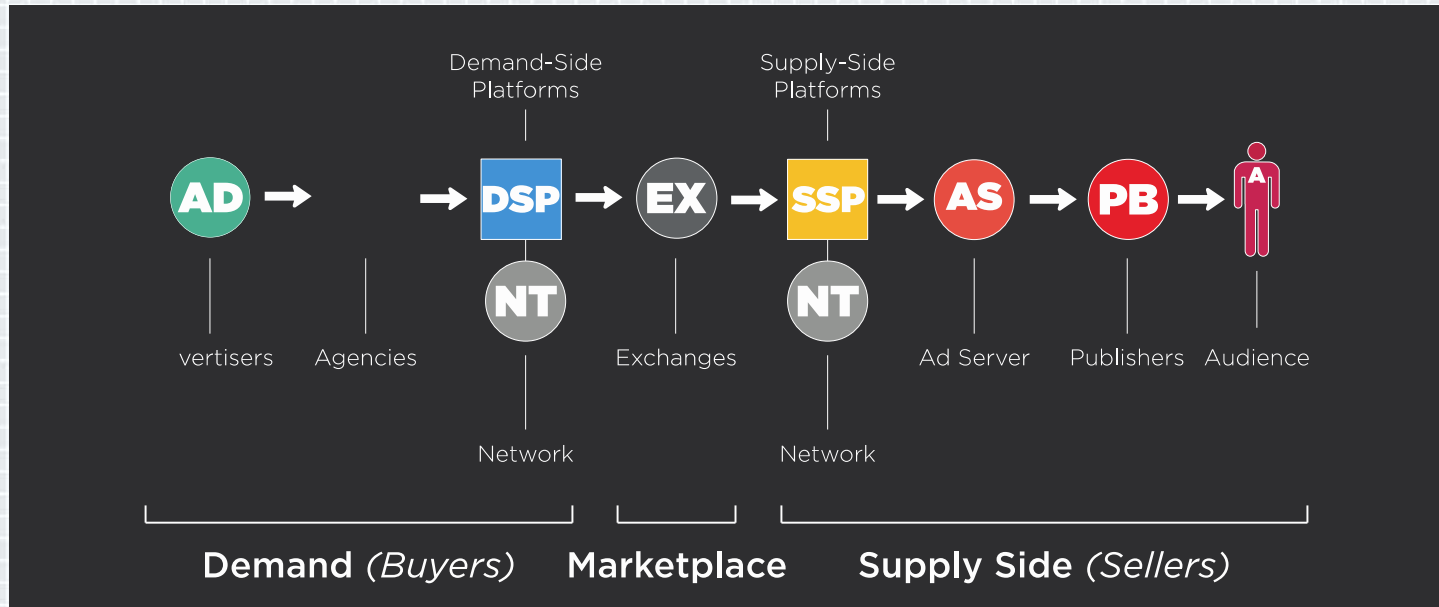 Demand-Side
Platforms
Supply-Side
Platforms
AD
DSP
EX
SSP
AS
PB
A
NT
NT
vertisers
Agencies
Exchanges
Ad Server
Publishers
Audience
Network
Network
Demand (Buyers)
Marketplace
Supply Side (Sellers)